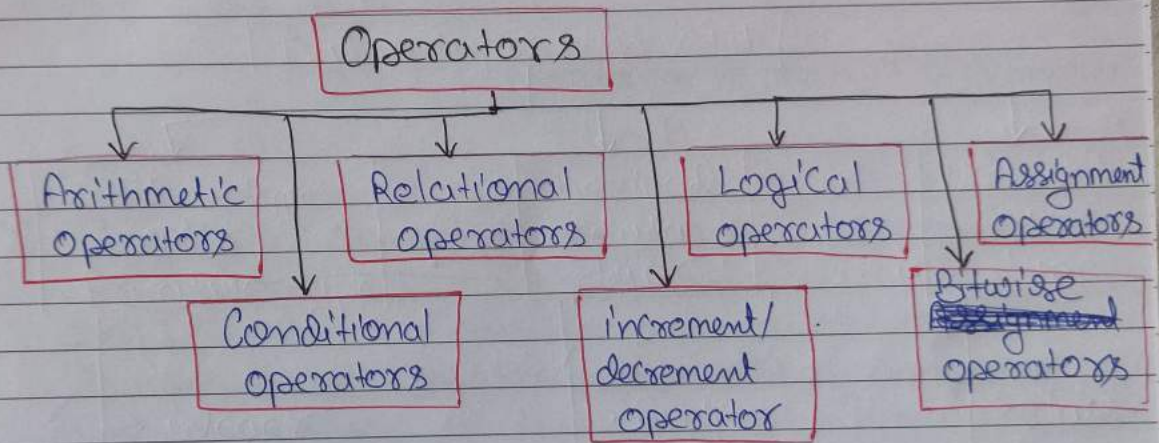 Operators
Arithmetic
Operators
Relational
Operators
Logical
Operators
Assignment
Operators
Conditional
Operators
increment/
decrement
operator
Bitwise
operators